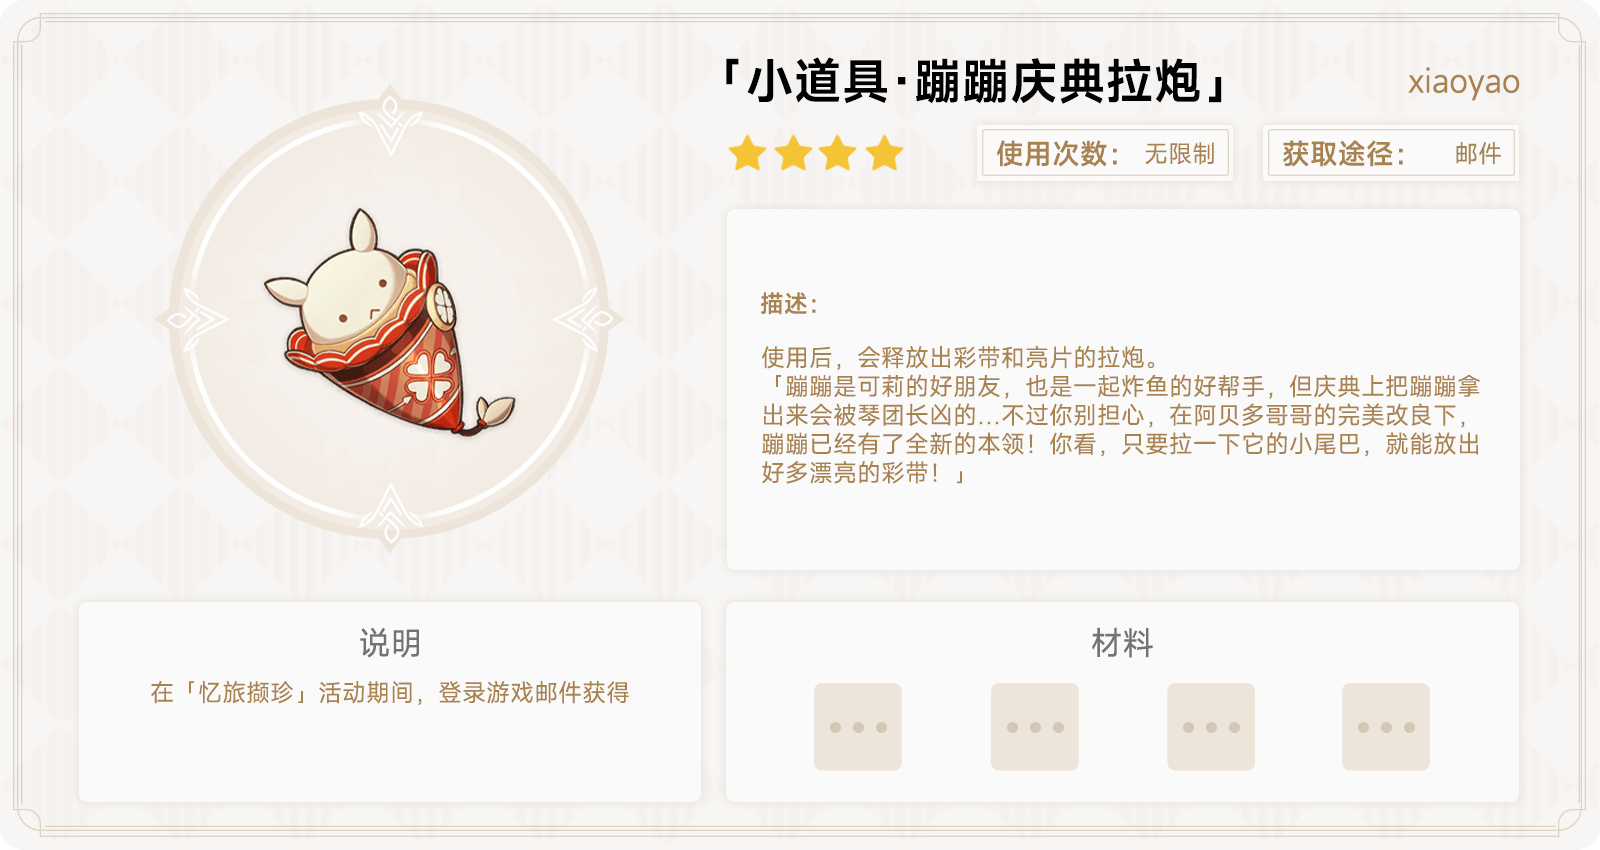 「小道具·蹦蹦庆典拉炮」
xiaoyao
使用次数： 无限制
获取途径： 邮件
描述：
使用后，会释放出彩带和亮片的拉炮。
「蹦蹦是可莉的好朋友，也是一起炸鱼的好帮手，但庆典上把蹦蹦拿
出来会被琴团长凶的...不过你别担心，在阿贝多哥哥的完美改良下，
蹦蹦已经有了全新的本领！你看，只要拉一下它的小尾巴，就能放出
好多漂亮的彩带！」
说明
在「忆旅撷珍」活动期间，登录游戏邮件获得
材料